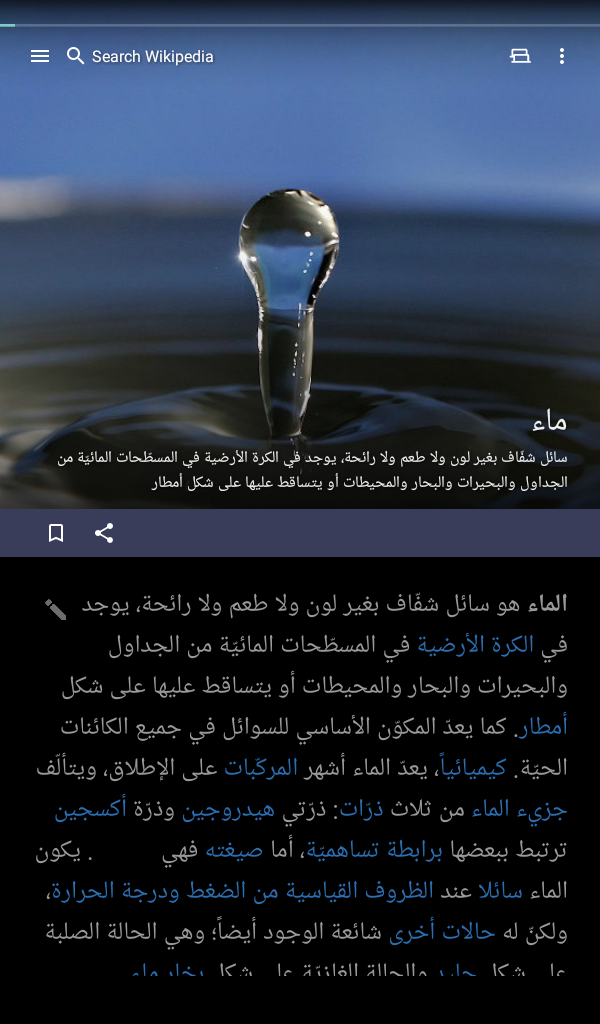 Search Wikipedia
ماء
سائل شفّاف بغير لون ولا طعم ولا رائحة، يوجد في الكرة الأرضية في المسطّحات المائيّة من
الجداول والبحيرات والبحار والمحيطات أو يتساقط عليها على شكل أمطار
الماء هو سائل شفّاف بغير لون ولا طعم ولا رائحة، يوجد
في الكرة الأرضية في المسطّحات المائيّة من الجداول
والبحيرات والبحار والمحيطات أو يتساقط عليها على شكل
أمطار. كما يعدّ المكوّن الأساسي للسوائل في جميع الكائنات
الحيّة. كيميائياً، يعدّ الماء أشهر المركّبات على الإطلاق، ويتألّف
جزيء الماء من ثلاث ذرّات: ذرّتي هيدروجين وذرّة أكسجين
ترتبط ببعضها برابطة تساهميّة، أما صيغته فهي . يكون
الماء سائلا عند الظروف القياسية من الضغط ودرجة الحرارة،
ولكنّ له حالات أخرى شائعة الوجود أيضاً؛ وهي الحالة الصلبة
على شكل جليد والحالة الغازيّة على شكل بخار ماء